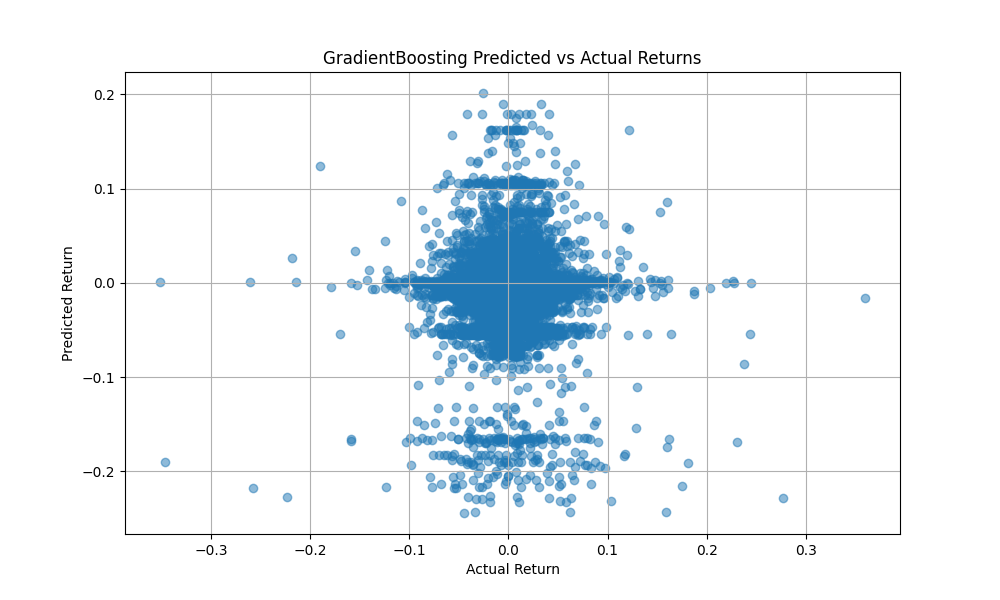 GradientBoosting Predicted vs Actual Returns
Predicted Return
0.2
0.1
0.0
−0.1
−0.2
−0.3 −0.2 −0.1 0.0 0.1 0.2 0.3
Actual Return